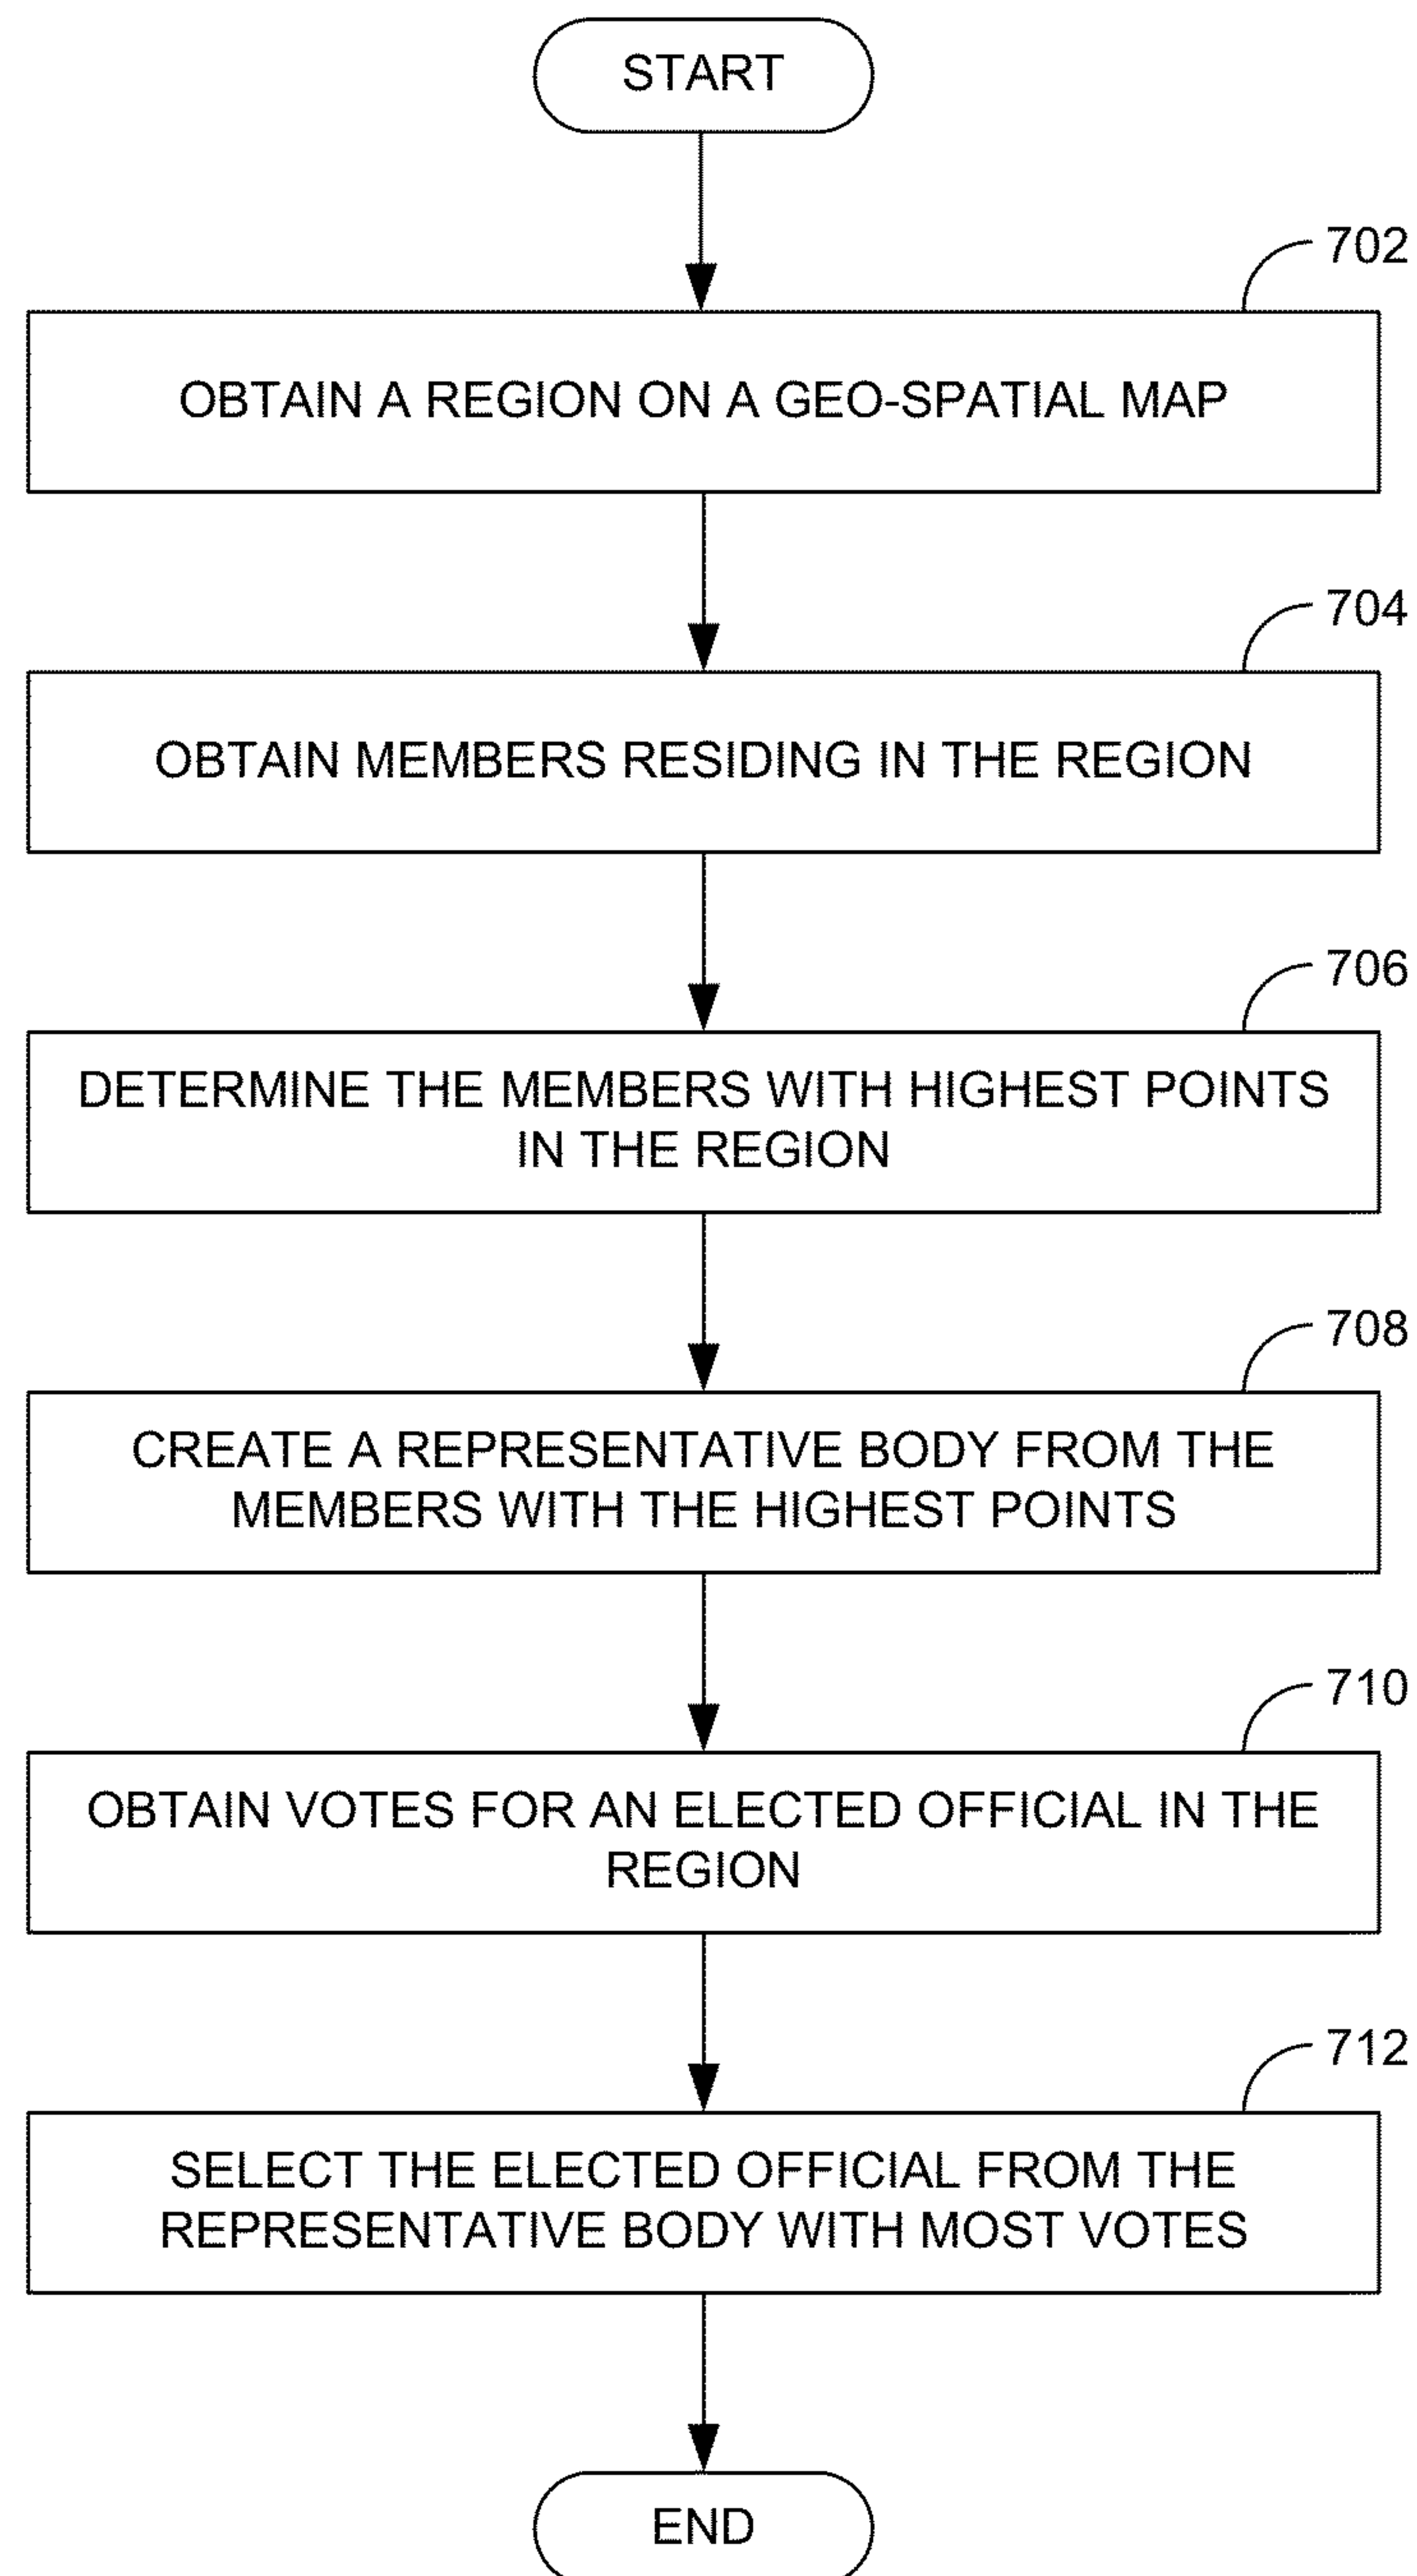 START
702
OBTAIN A REGION ON A GEO-SPATIAL MAP
704
OBTAIN MEMBERS RESIDING IN THE REGION
706
DETERMINE THE MEMBERS WITH HIGHEST POINTS
IN THE REGION
708
CREATE A REPRESENTATIVE BODY FROM THE
MEMBERS WITH THE HIGHEST POINTS
710
OBTAIN VOTES FOR AN ELECTED OFFICIAL IN THE
REGION
712
SELECT THE ELECTED OFFICIAL FROM THE
REPRESENTATIVE BODY WITH MOST VOTES
END